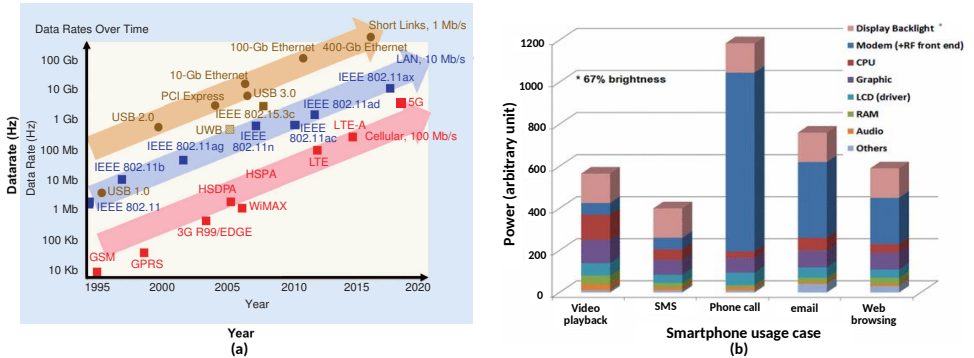 Data Rates Over Time
Short Links, 1 Mb/s
100-Gb Ethernet
400-Gb Ethernet
100 Gb
LAN, 10 Mb/s
10-Gb Ethernet
IEEE 802.11ax
10 Gb
PCI Express
USB 3.0
IEEE 802.11ad
5G
USB 2.0
IEEE 802.15.3c
1 Gb
UWB
IEEE
802.11n
IEEE
802.11ac
LTE-A
Cellular, 100 Mb/s
100 Mb
IEEE 802.11ag
LTE
IEEE 802.11b
HSPA
10 Mb
USB 1.0
HSDPA
1 Mb
IEEE 802.11
WiMAX
3G R99/EDGE
100 Kb
GSM
GPRS
10 Kb
Datarate (Hz)
Data Rate (Hz)
1995
2000
2005
2010
2015
2020
Year
Year
(a)
Display Backlight *
Modem (+RF front end)
CPU
Graphic
LCD (driver)
RAM
Audio
Others
* 67% brightness
Power (arbitrary unit)
1200
1000
800
600
400
200
0
Video
playback
SMS
Phone call
email
Web
browsing
Smartphone usage case
(b)